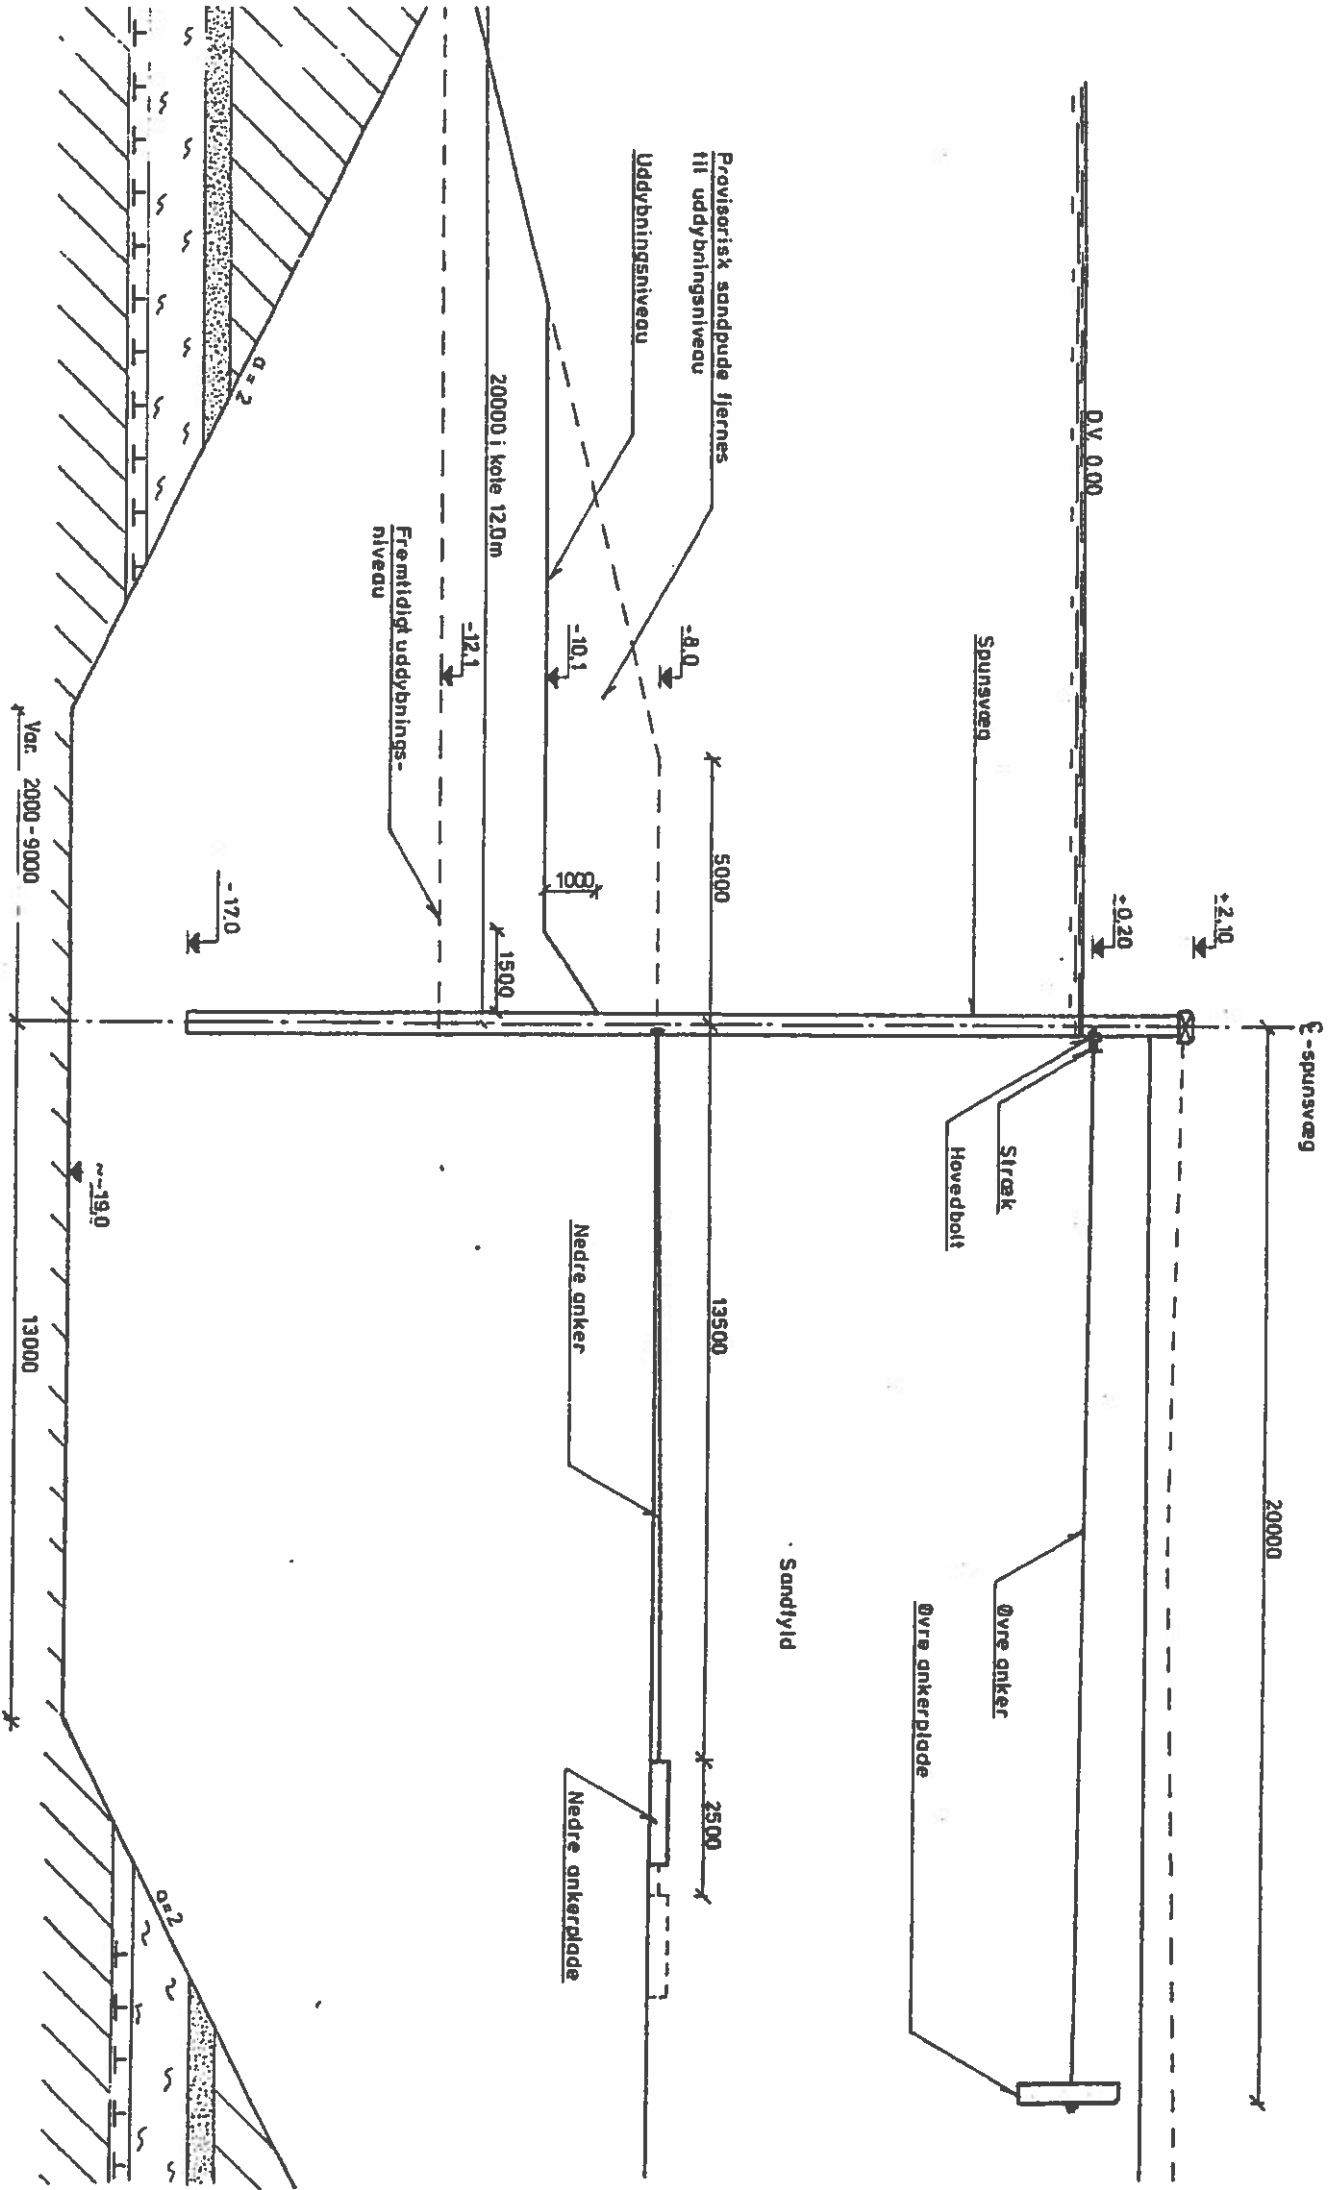 ℄-spunsvæg
20000
+2,10
+0,20
D.V. 0.00
Spunsvæg
Stræk
Hovedbolt
Øvre anker
Øvre ankerplade
Sandfyld
Provisorisk sandpude fjernes
til uddybningsniveau
Uddybningsniveau
-8,0
5000
13500
2500
-10,1
1000
20000 i kote 12,0m
1500
-12,1
Fremtidigt uddybnings-
niveau
Nedre anker
Nedre ankerplade
a=2
a=2
-17,0
~-19,0
Var. 2000-9000
13000